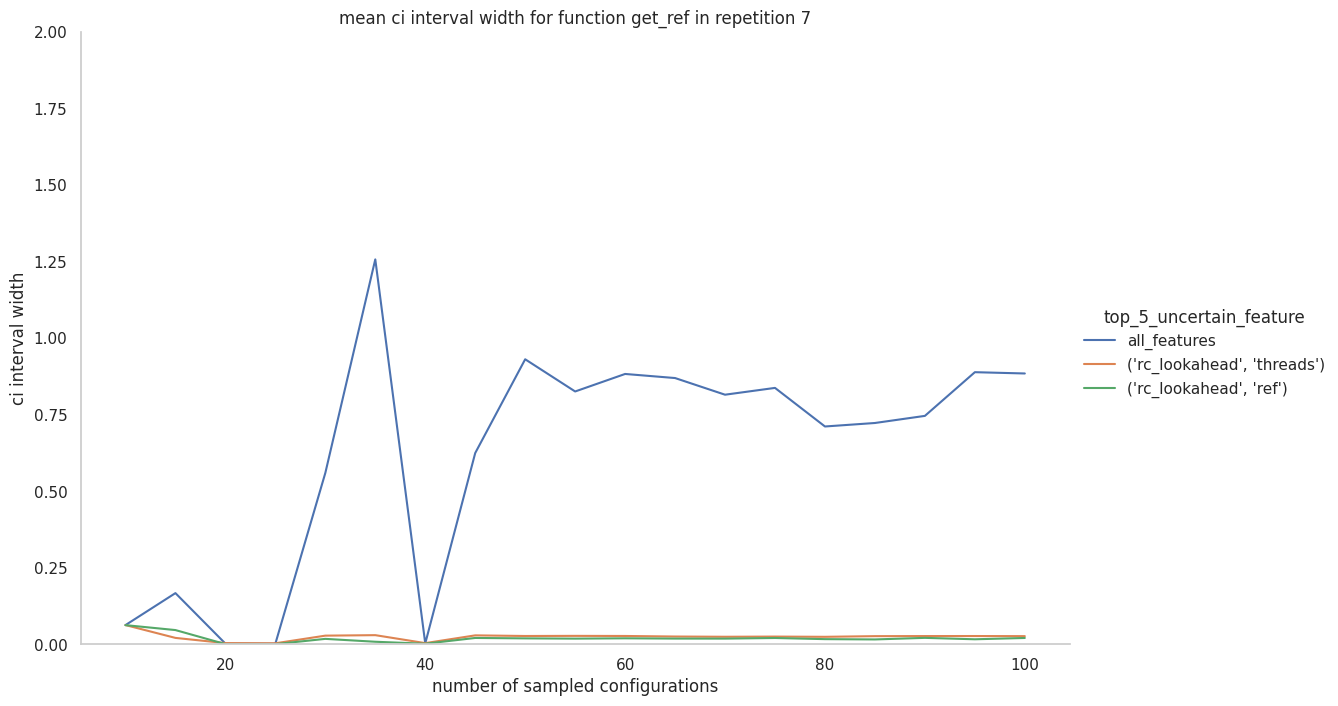 mean ci interval width for function get_ref in repetition 7
2.00
1.75
1.50
1.25
1.00
0.75
0.50
0.25
0.00
ci interval width
20
40
60
80
100
number of sampled configurations
top_5_uncertain_feature
all_features
('rc_lookahead', 'threads')
('rc_lookahead', 'ref')